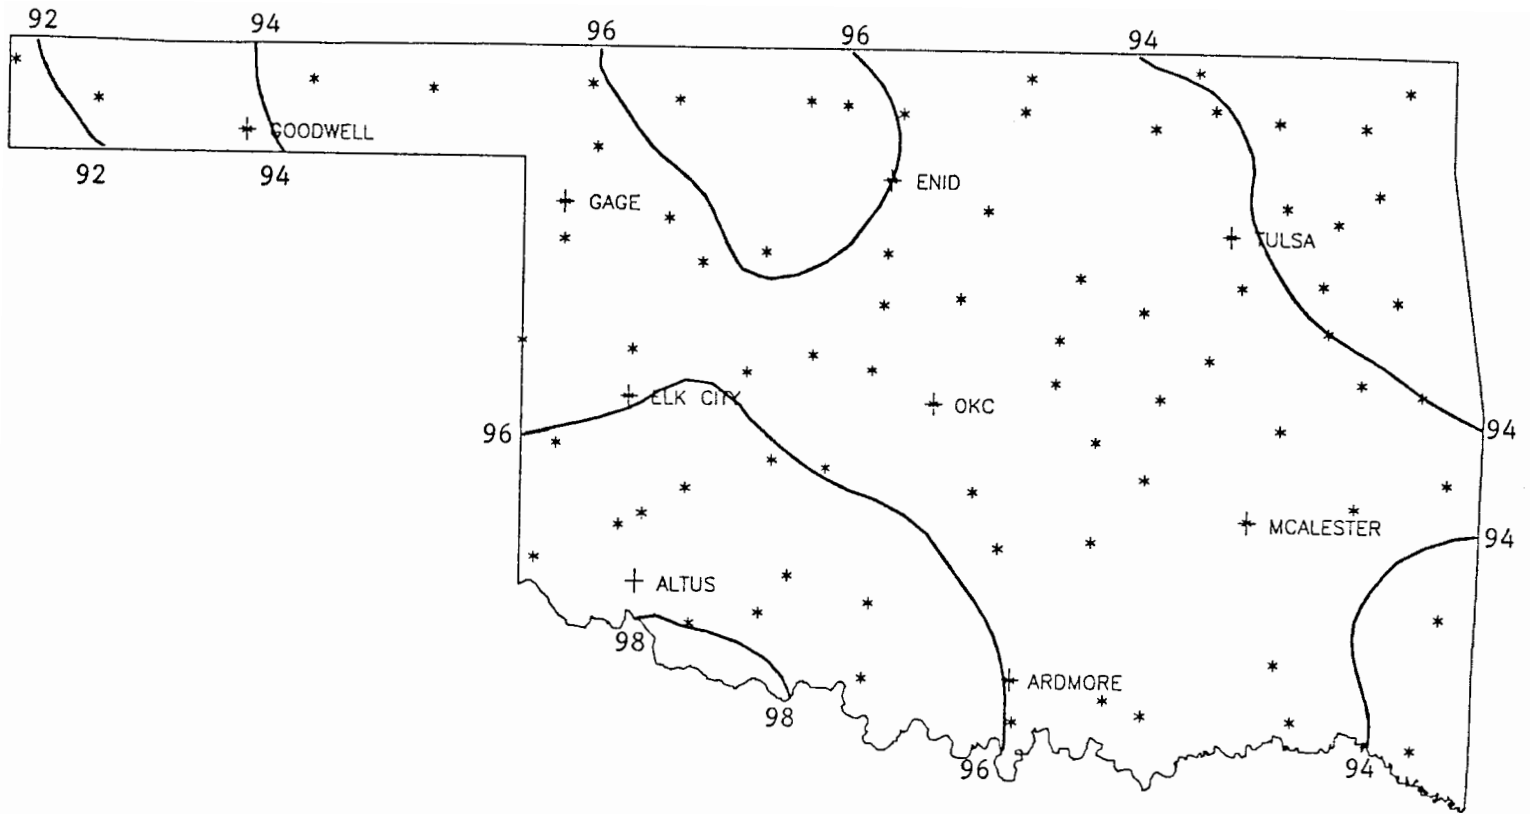 92 94 96 96 94
GOODWELL
92 94
ENID
GAGE
TULSA
ELK CITY
OKC
96 94
MCALESTER
94
ALTUS
98
ARDMORE
98
96 94